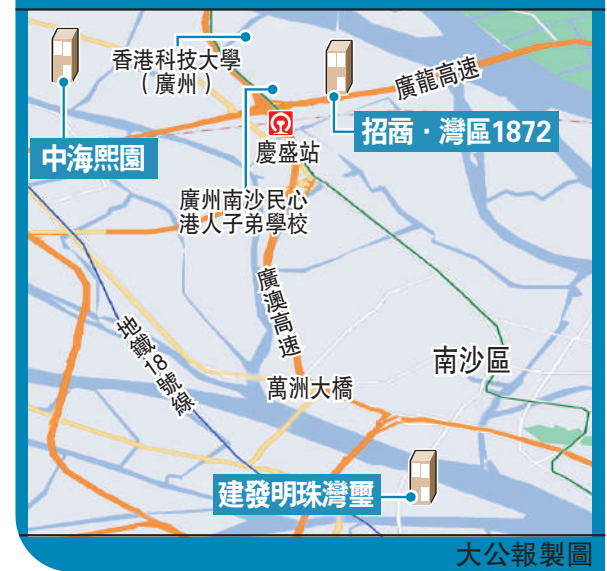 香港科技大學
（廣州）
廣龍高速
招商·灣區1872
中海熙園
慶盛站
廣州南沙民心
港人子弟學校
廣澳高速
地鐵18號線
南沙區
萬洲大橋
建發明珠灣璽
大公報製圖